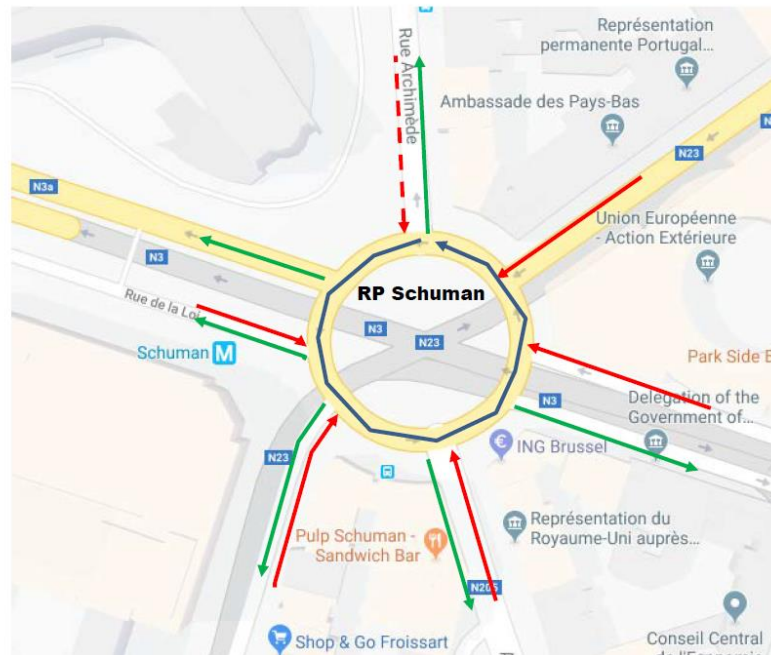 Représentation
permanente Portugal...
Rue Archimède
Ambassade des Pays-Bas
N23
N3a
Union Européenne
- Action Extérieure
N3
RP Schuman
Rue de la Loi
N3
N23
Schuman M
Park Side B
N3
Delegation of the
Government of...
N23
ING Brussel
Représentation du
Royaume-Uni auprès...
Pulp Schuman -
Sandwich Bar
N205
Shop & Go Froissart
Conseil Central